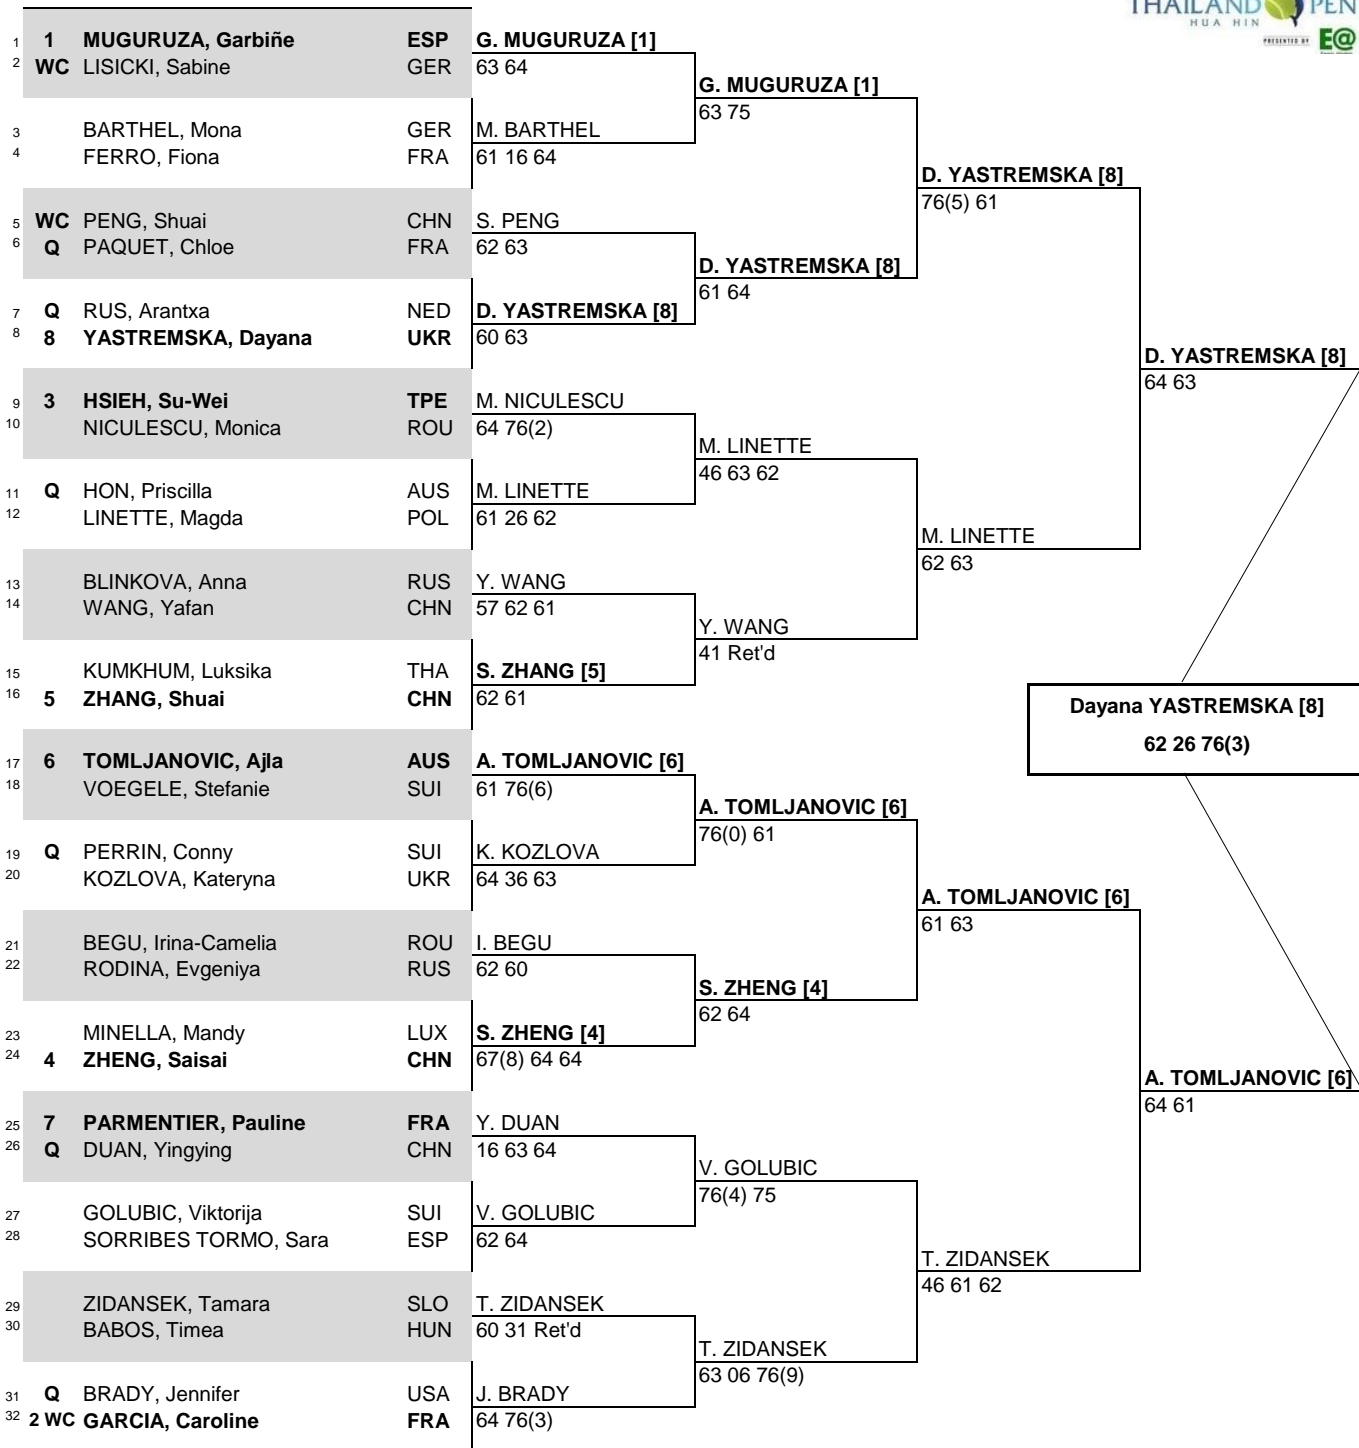 THAILAND OPEN
HUA HIN
PRESENTED BY E@
1 1 MUGURUZA, Garbiñe ESP
2 WC LISICKI, Sabine GER
3 BARTHEL, Mona GER
4 FERRO, Fiona FRA
5 WC PENG, Shuai CHN
6 Q PAQUET, Chloe FRA
7 Q RUS, Arantxa NED
8 8 YASTREMSKA, Dayana UKR
9 3 HSIEH, Su-Wei TPE
10 NICULESCU, Monica ROU
11 Q HON, Priscilla AUS
12 LINETTE, Magda POL
13 BLINKOVA, Anna RUS
14 WANG, Yafan CHN
15 KUMKHUM, Luksika THA
16 5 ZHANG, Shuai CHN
17 6 TOMLJANOVIC, Ajla AUS
18 VOEGELE, Stefanie SUI
19 Q PERRIN, Conny SUI
20 KOZLOVA, Kateryna UKR
21 BEGU, Irina-Camelia ROU
22 RODINA, Evgeniya RUS
23 MINELLA, Mandy LUX
24 4 ZHENG, Saisai CHN
25 7 PARMENTIER, Pauline FRA
26 Q DUAN, Yingying CHN
27 GOLUBIC, Viktorija SUI
28 SORRIBES TORMO, Sara ESP
29 ZIDANSEK, Tamara SLO
30 BABOS, Timea HUN
31 Q BRADY, Jennifer USA
32 2 WC GARCIA, Caroline FRA
G. MUGURUZA [1]
63 64
M. BARTHEL
61 16 64
S. PENG
62 63
D. YASTREMSKA [8]
60 63
M. NICULESCU
64 76(2)
M. LINETTE
61 26 62
Y. WANG
57 62 61
S. ZHANG [5]
62 61
A. TOMLJANOVIC [6]
61 76(6)
K. KOZLOVA
64 36 63
I. BEGU
62 60
S. ZHENG [4]
67(8) 64 64
Y. DUAN
16 63 64
V. GOLUBIC
62 64
T. ZIDANSEK
60 31 Ret'd
J. BRADY
64 76(3)
G. MUGURUZA [1]
63 75
D. YASTREMSKA [8]
61 64
M. LINETTE
46 63 62
Y. WANG
41 Ret'd
A. TOMLJANOVIC [6]
76(0) 61
S. ZHENG [4]
62 64
V. GOLUBIC
76(4) 75
T. ZIDANSEK
63 06 76(9)
D. YASTREMSKA [8]
76(5) 61
M. LINETTE
62 63
A. TOMLJANOVIC [6]
61 63
T. ZIDANSEK
46 61 62
D. YASTREMSKA [8]
64 63
A. TOMLJANOVIC [6]
64 61
Dayana YASTREMSKA [8]
62 26 76(3)